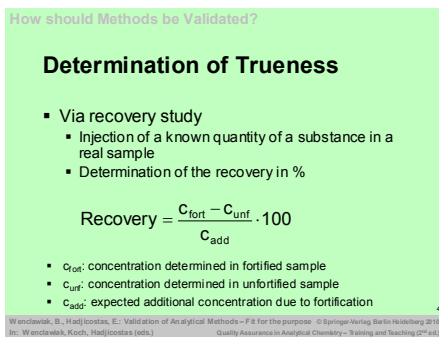 How should Methods be Validated?
Determination of Trueness
▪ Via recovery study
▪ Injection of a known quantity of a substance in a
real sample
▪ Determination of the recovery in %
Recovery = (c_fort − c_unf) / c_add · 100
▪ c_fort: concentration determined in fortified sample
▪ c_unf: concentration determined in unfortified sample
▪ c_add: expected additional concentration due to fortification
Wenclawiak, B., Hadjicostas, E.: Validation of Analytical Methods – Fit for the purpose © Springer-Verlag Berlin Heidelberg 2010
In: Wenclawiak, Koch, Hadjicostas (eds.) Quality Assurance in Analytical Chemistry – Training and Teaching (2nd ed.)